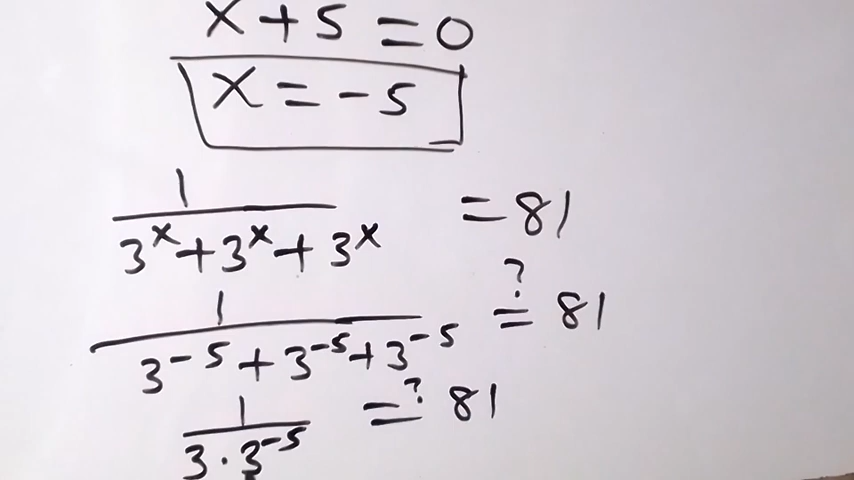 x + 5 = 0
x = -5
1 / (3^x + 3^x + 3^x) = 81
1 / (3^-5 + 3^-5 + 3^-5) =? 81
1 / (3 · 3^-5) =? 81